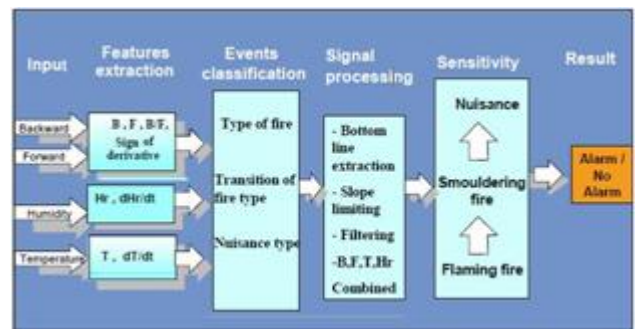 Input
Features
extraction
Events
classification
Signal
processing
Sensitivity
Result
Backward
Forward
Humidity
Temperature
B , F , B/F,
Sign of
derivative
Hr , dHr/dt
T , dT/dt
Type of fire
Transition of
fire type
Nuisance type
- Bottom
line
extraction
- Slope
limiting
- Filtering
-B,F,T,Hr
Combined
Nuisance
Smouldering
fire
Flaming fire
Alarm /
No
Alarm